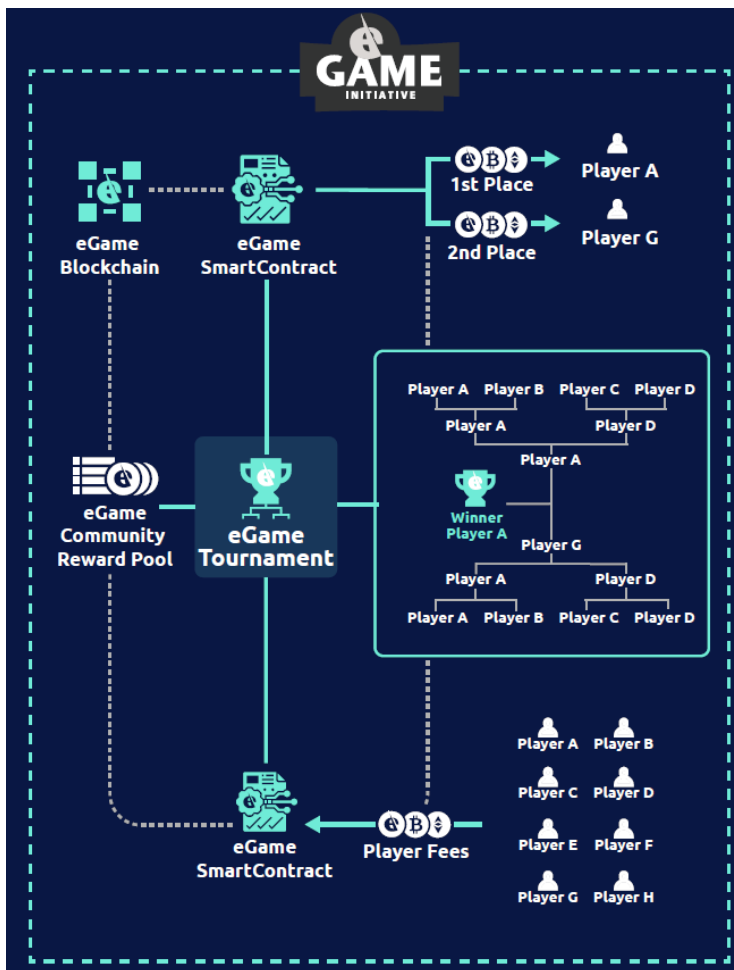 e
GAME
INITIATIVE
1st Place
Player A
2nd Place
Player G
eGame
Blockchain
eGame
SmartContract
Player A Player B Player C Player D
Player A Player D
Player A
Winner
Player A
Player G
Player A Player D
Player A Player B Player C Player D
eGame
Community
Reward Pool
eGame
Tournament
Player A Player B
Player C Player D
Player E Player F
Player G Player H
Player Fees
eGame
SmartContract